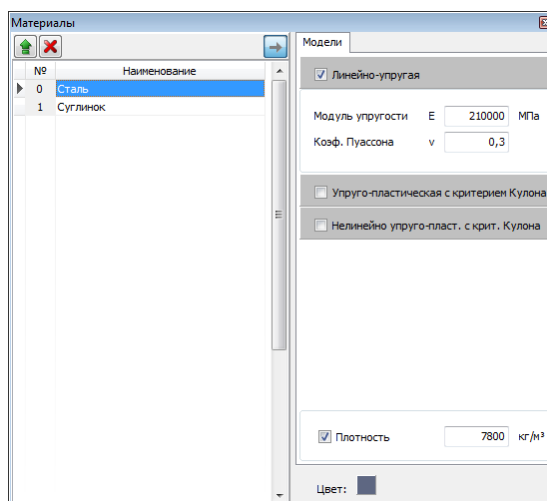 Материалы
№ Наименование
0 Сталь
1 Суглинок
Модели
Линейно-упругая
Модуль упругости E 210000 МПа
Коэф. Пуассона ν 0,3
Упруго-пластическая с критерием Кулона
Нелинейно упруго-пласт. с крит. Кулона
Плотность 7800 кг/м³
Цвет: